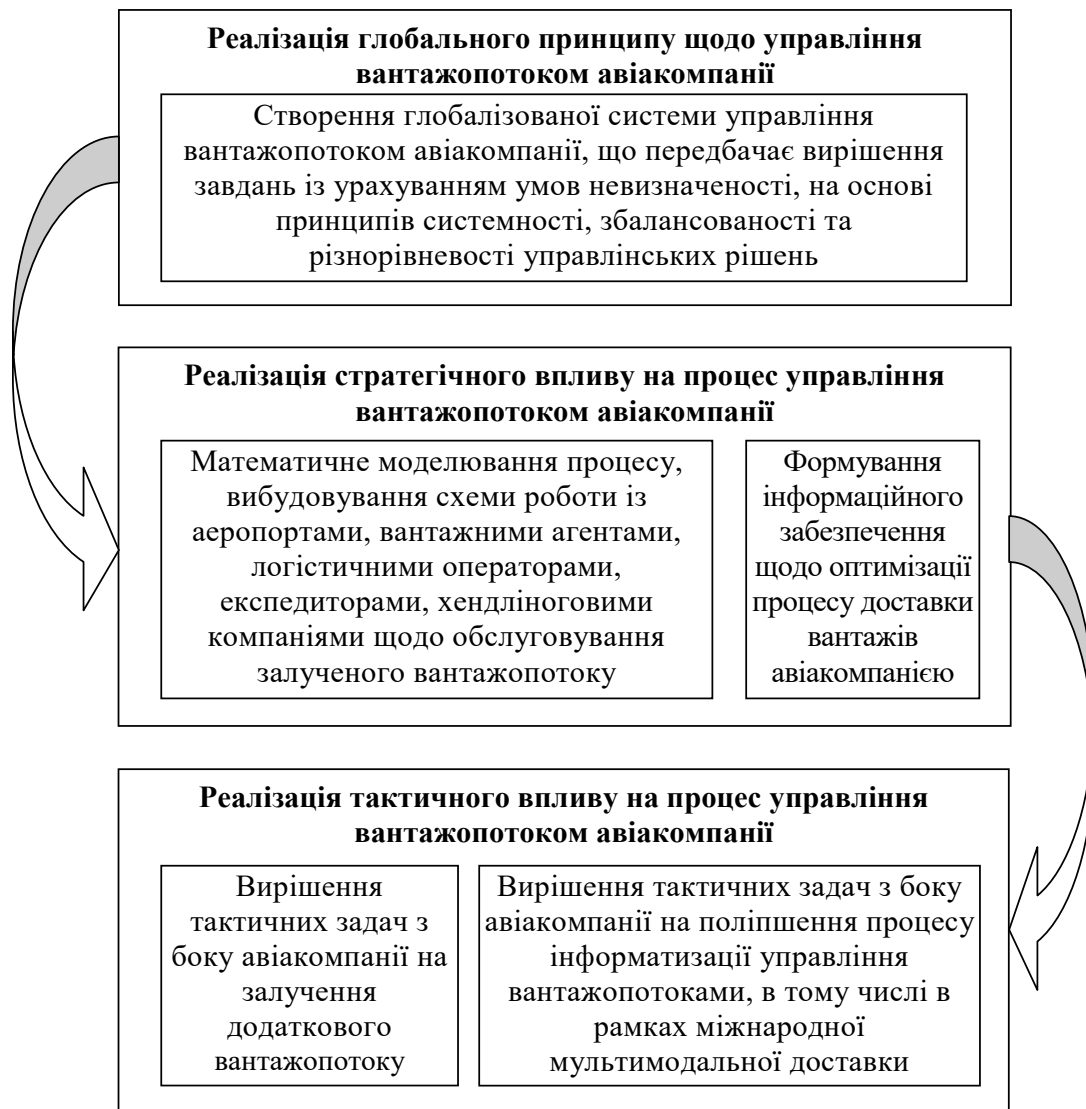 Реалізація глобального принципу щодо управління
вантажопотоком авіакомпанії
Створення глобалізованої системи управління
вантажопотоком авіакомпанії, що передбачає вирішення
завдань із урахуванням умов невизначеності, на основі
принципів системності, збалансованості та
різнорівневості управлінських рішень
Реалізація стратегічного впливу на процес управління
вантажопотоком авіакомпанії
Математичне моделювання процесу,
вибудовування схеми роботи із
аеропортами, вантажними агентами,
логістичними операторами,
експедиторами, хендліноговими
компаніями щодо обслуговування
залученого вантажопотоку
Формування
інформаційного
забезпечення
щодо оптимізації
процесу доставки
вантажів
авіакомпанією
Реалізація тактичного впливу на процес управління
вантажопотоком авіакомпанії
Вирішення
тактичних задач з
боку авіакомпанії на
залучення
додаткового
вантажопотоку
Вирішення тактичних задач з боку
авіакомпанії на поліпшення процесу
інформатизації управління
вантажопотоками, в тому числі в
рамках міжнародної
мультимодальної доставки